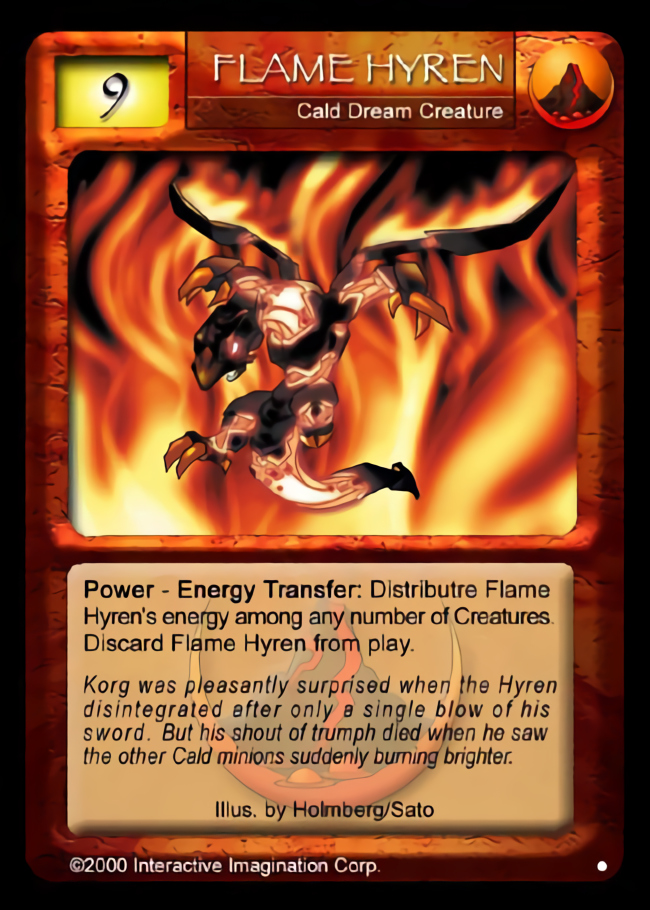 9
FLAME HYREN
Cald Dream Creature
Power - Energy Transfer: Distributre Flame
Hyren's energy among any number of Creatures.
Discard Flame Hyren from play.
Korg was pleasantly surprised when the Hyren
disintegrated after only a single blow of his
sword. But his shout of trumph died when he saw
the other Cald minions suddenly burning brighter.
Illus. by Holmberg/Sato
©2000 Interactive Imagination Corp.